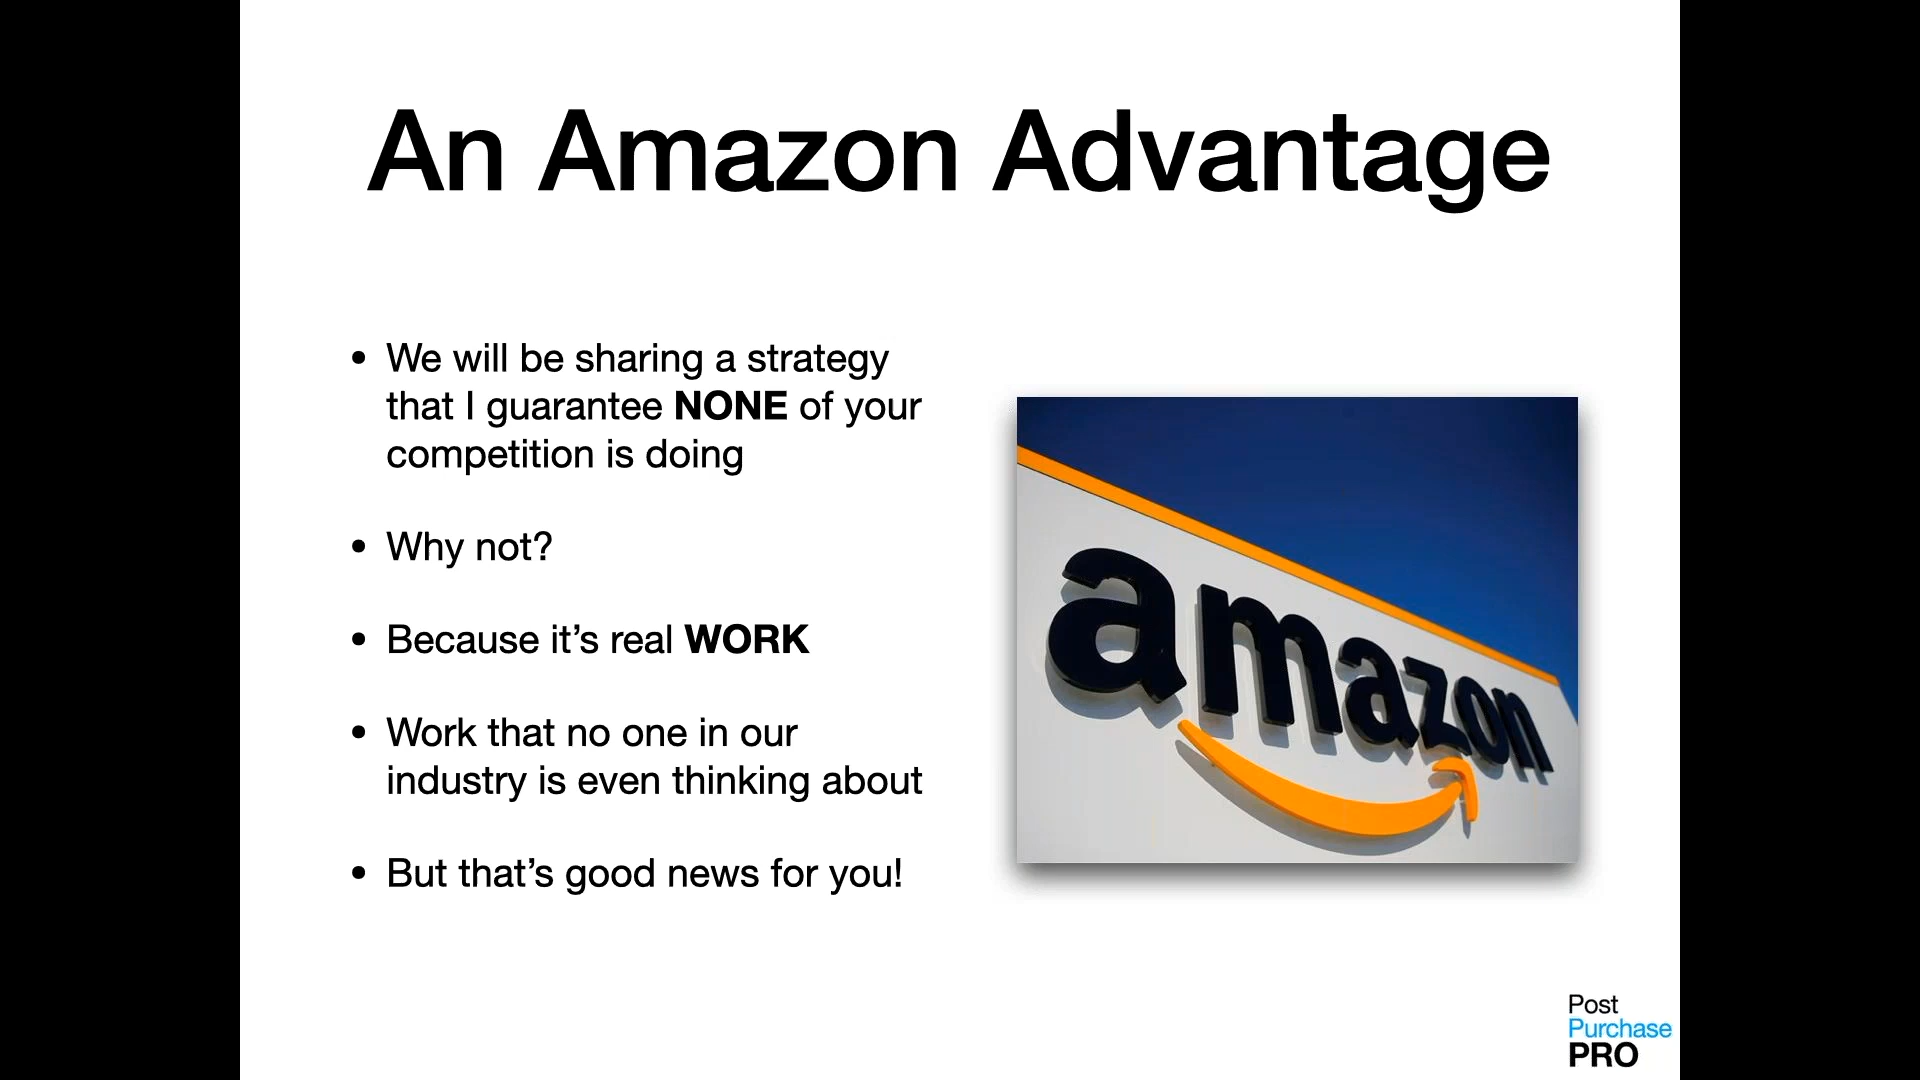 An Amazon Advantage
• We will be sharing a strategy
that I guarantee NONE of your
competition is doing
• Why not?
• Because it’s real WORK
• Work that no one in our
industry is even thinking about
• But that’s good news for you!
amazon
Post
Purchase
PRO